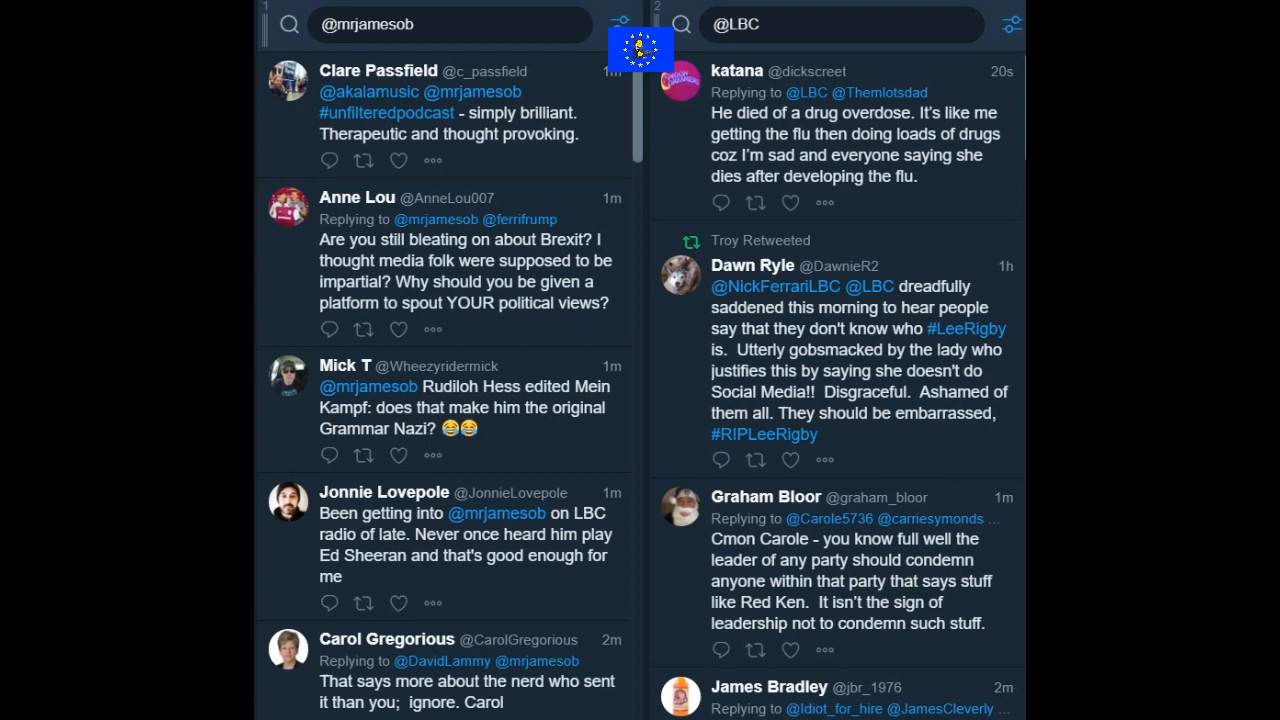 1
@mrjamesob
Clare Passfield @c_passfield 1m
@akalamusic @mrjamesob
#unfilteredpodcast - simply brilliant.
Therapeutic and thought provoking.
Anne Lou @AnneLou007 1m
Replying to @mrjamesob @ferrifrump
Are you still bleating on about Brexit? I
thought media folk were supposed to be
impartial? Why should you be given a
platform to spout YOUR political views?
Mick T @Wheezyridermick 1m
@mrjamesob Rudiloh Hess edited Mein
Kampf: does that make him the original
Grammar Nazi? 😂😂
Jonnie Lovepole @JonnieLovepole 1m
Been getting into @mrjamesob on LBC
radio of late. Never once heard him play
Ed Sheeran and that's good enough for
me
Carol Gregorious @CarolGregorious 2m
Replying to @DavidLammy @mrjamesob
That says more about the nerd who sent
it than you; ignore. Carol
2
@LBC
katana @dickscreet 20s
Replying to @LBC @Themlotsdad
He died of a drug overdose. It's like me
getting the flu then doing loads of drugs
coz I'm sad and everyone saying she
dies after developing the flu.
Troy Retweeted
Dawn Ryle @DawnieR2 1h
@NickFerrariLBC @LBC dreadfully
saddened this morning to hear people
say that they don't know who #LeeRigby
is. Utterly gobsmacked by the lady who
justifies this by saying she doesn't do
Social Media!! Disgraceful. Ashamed of
them all. They should be embarrassed,
#RIPLeeRigby
Graham Bloor @graham_bloor 1m
Replying to @Carole5736 @carriesymonds ...
Cmon Carole - you know full well the
leader of any party should condemn
anyone within that party that says stuff
like Red Ken. It isn't the sign of
leadership not to condemn such stuff.
James Bradley @jbr_1976 2m
Replying to @Idiot_for_hire @JamesCleverly ...